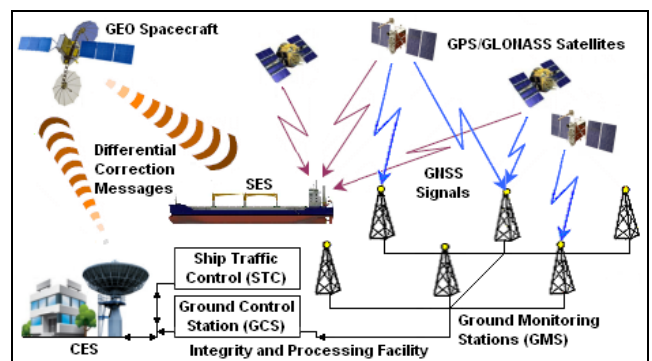 GEO Spacecraft
GPS/GLONASS Satellites
Differential
Correction
Messages
SES
GNSS
Signals
Ship Traffic
Control (STC)
Ground Control
Station (GCS)
Ground Monitoring
Stations (GMS)
CES
Integrity and Processing Facility